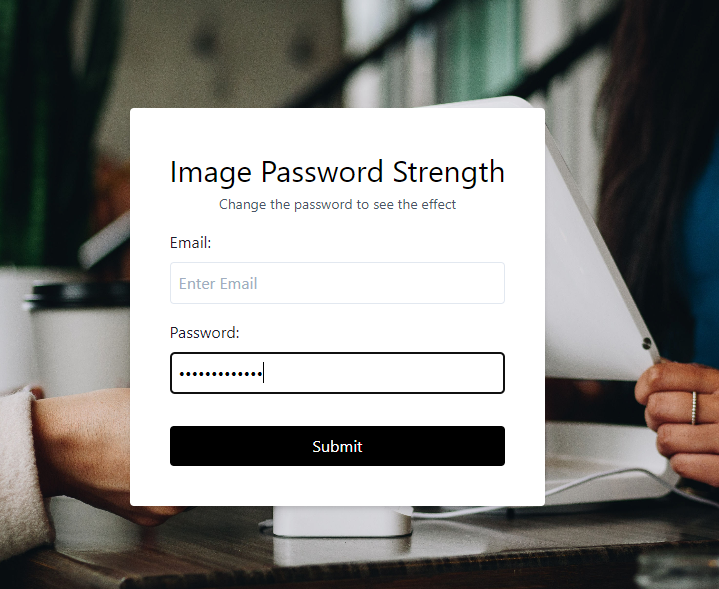 Image Password Strength
Change the password to see the effect
Email:
Enter Email
Password:
•••••••••••••
Submit